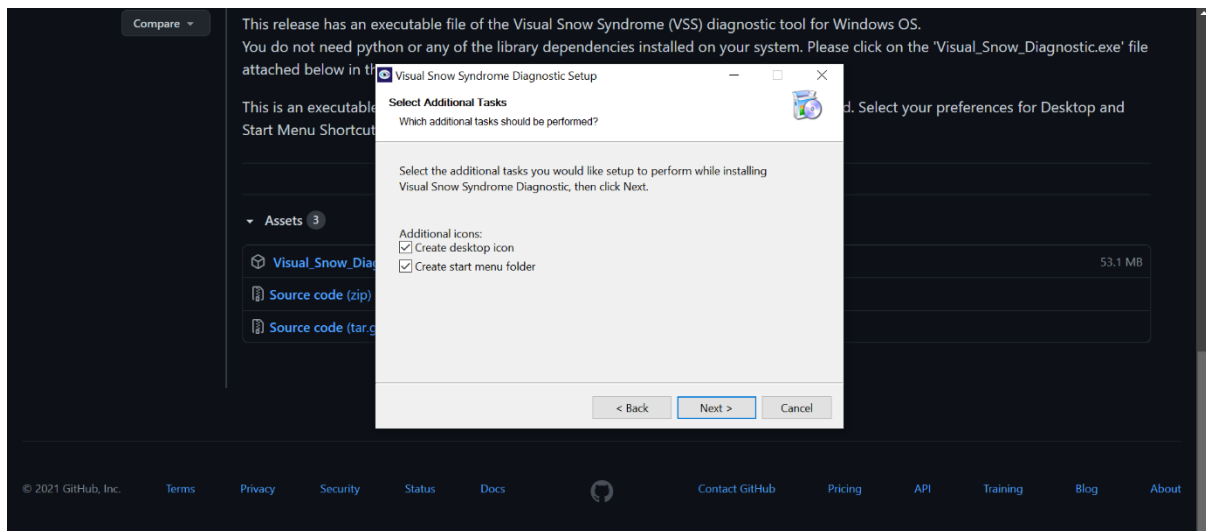 Compare
This release has an executable file of the Visual Snow Syndrome (VSS) diagnostic tool for Windows OS.
You do not need python or any of the library dependencies installed on your system. Please click on the 'Visual_Snow_Diagnostic.exe' file
attached below in th
This is an executable
d. Select your preferences for Desktop and
Start Menu Shortcut
Visual Snow Syndrome Diagnostic Setup
Select Additional Tasks
Which additional tasks should be performed?
Select the additional tasks you would like setup to perform while installing
Visual Snow Syndrome Diagnostic, then click Next.
Additional icons:
Create desktop icon
Create start menu folder
< Back Next > Cancel
Assets 3
Visual_Snow_Diag 53.1 MB
Source code (zip)
Source code (tar.g
© 2021 GitHub, Inc. Terms Privacy Security Status Docs Contact GitHub Pricing API Training Blog About